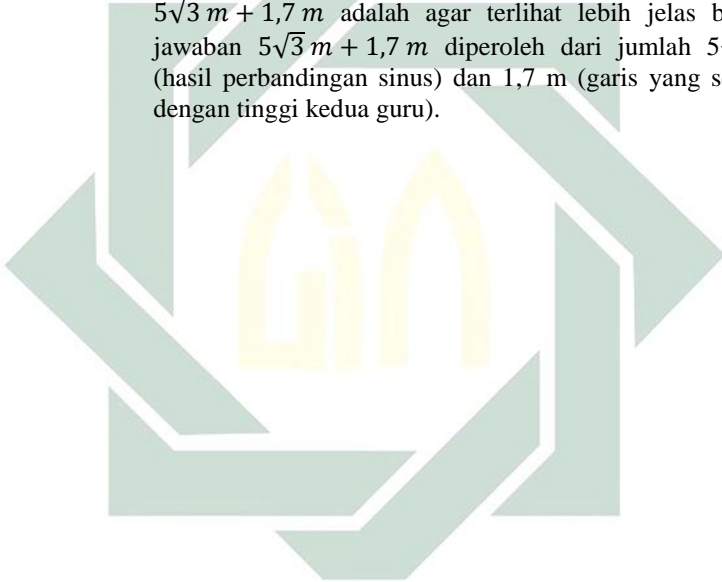 5√3 m + 1,7 m adalah agar terlihat lebih jelas
jawaban 5√3 m + 1,7 m diperoleh dari jumlah
(hasil perbandingan sinus) dan 1,7 m (garis yang
dengan tinggi kedua guru).